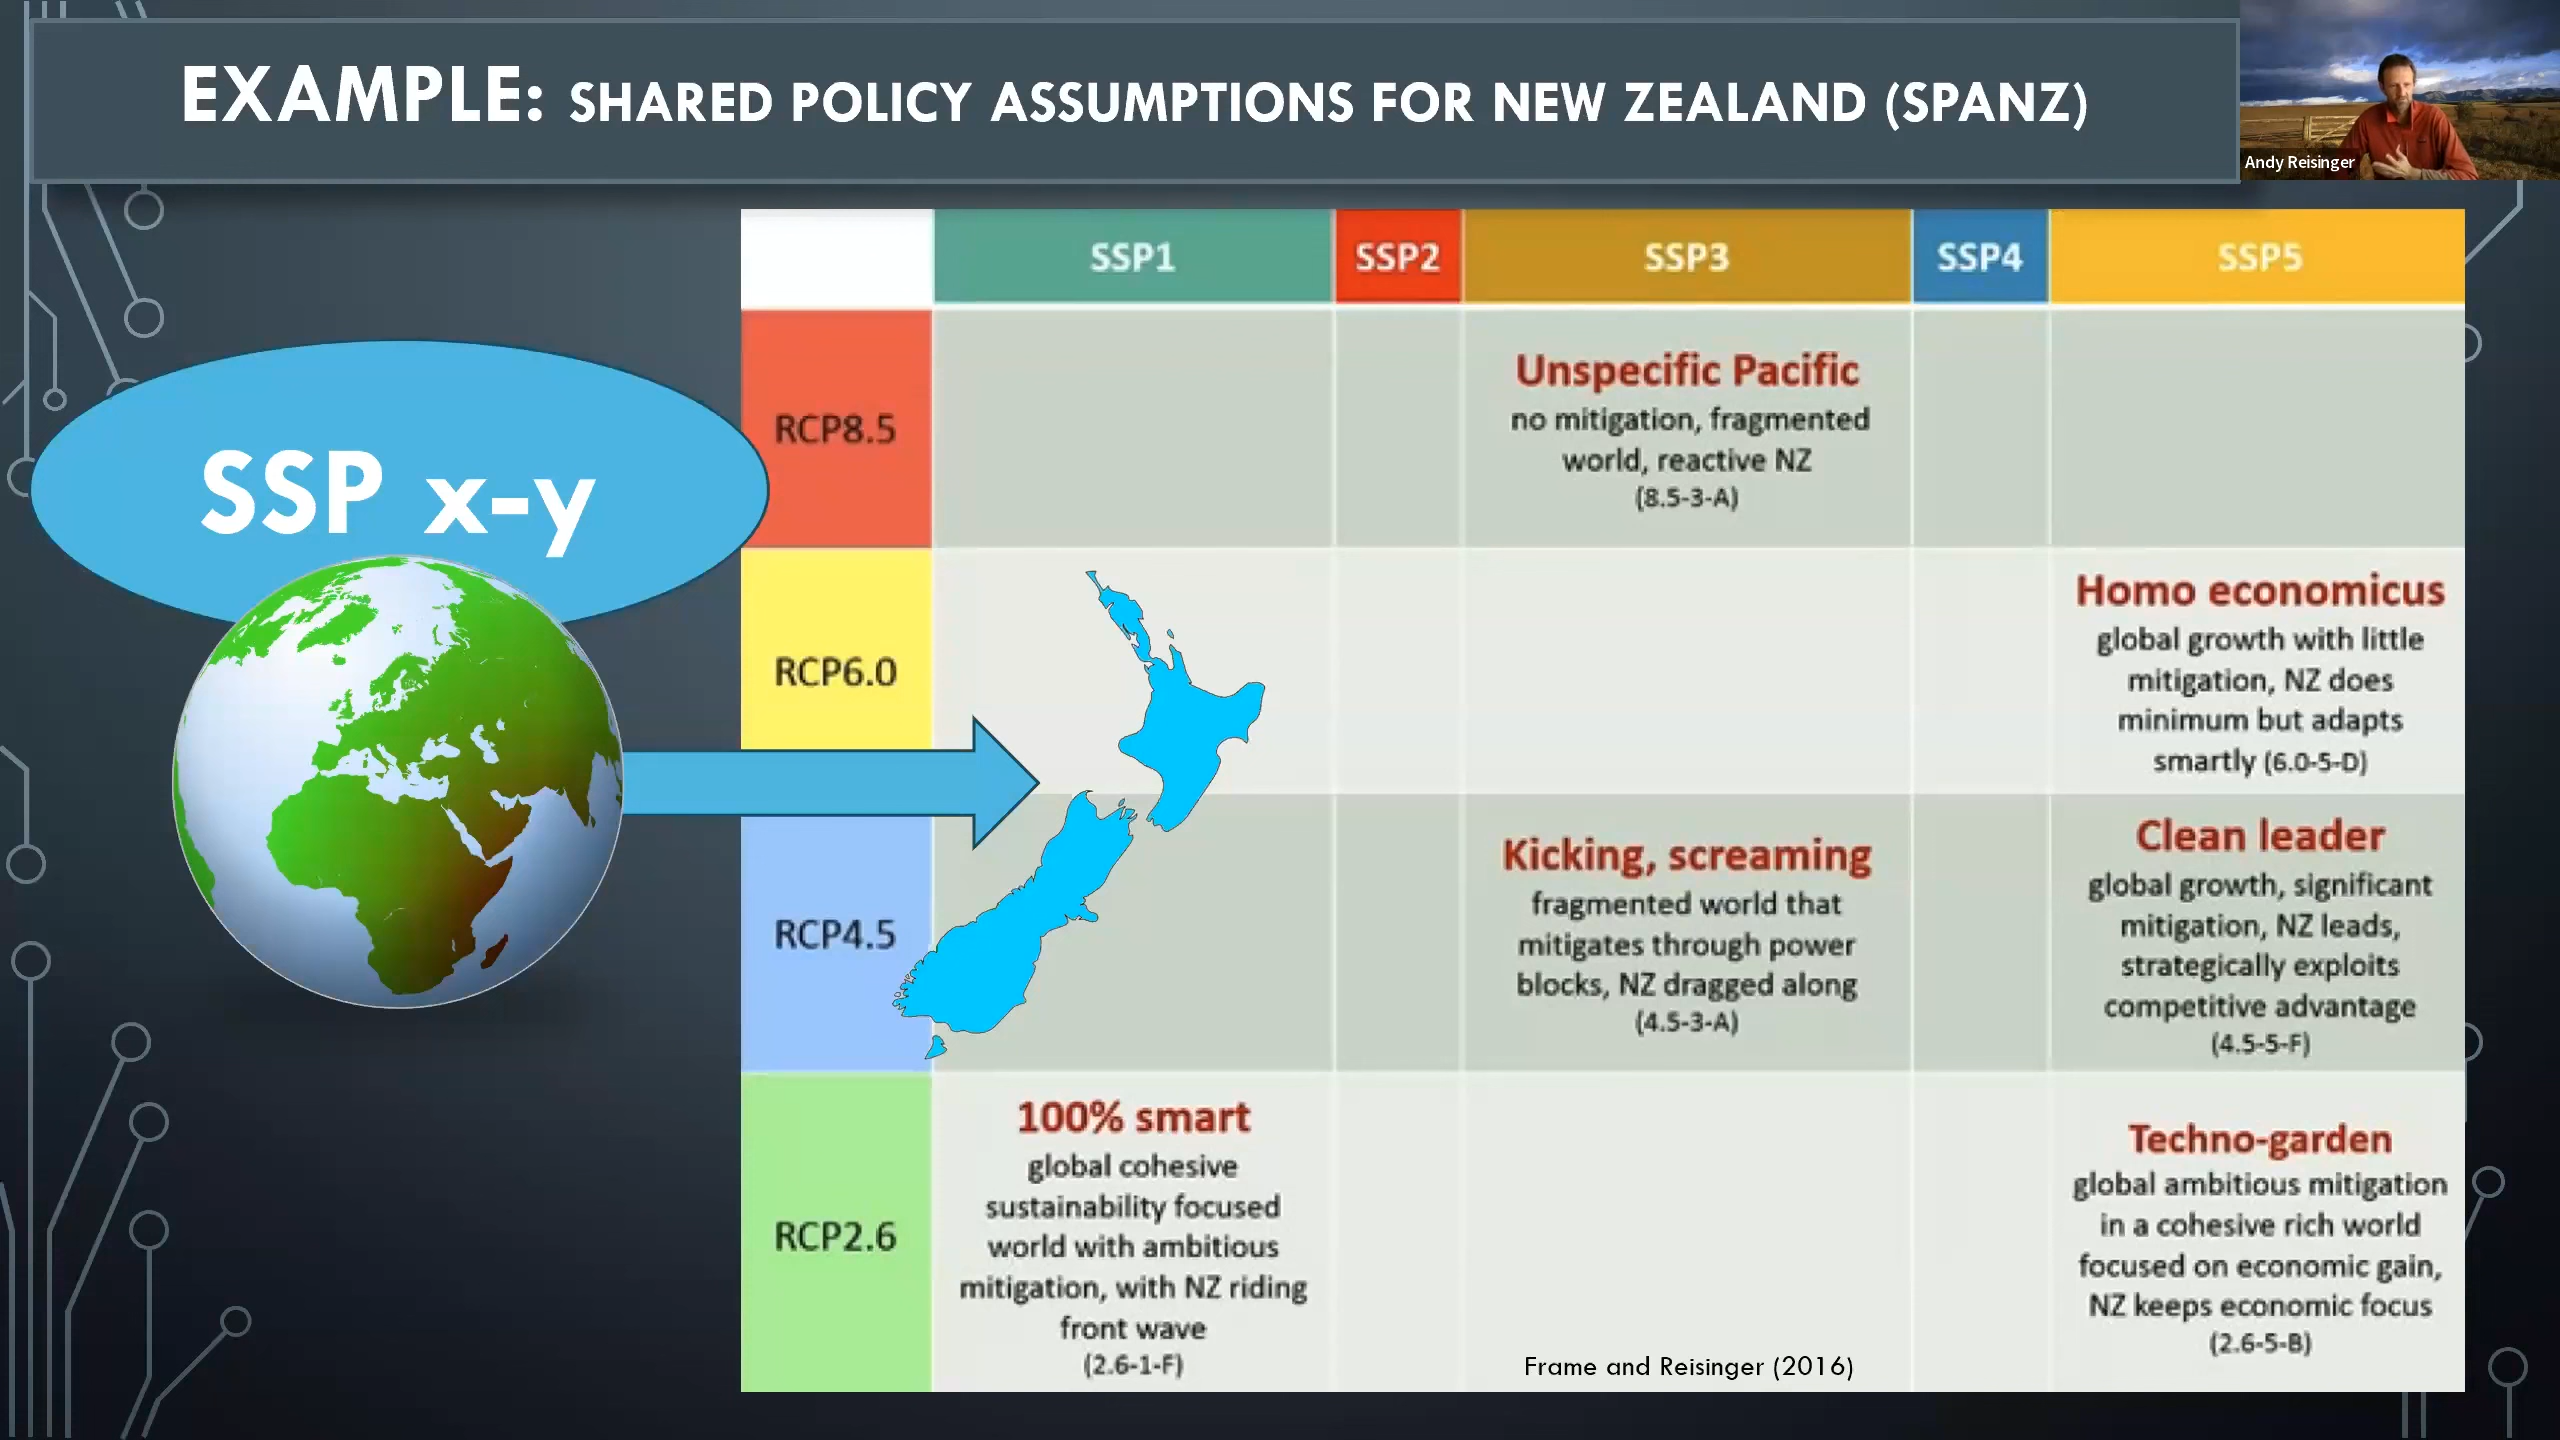 EXAMPLE: SHARED POLICY ASSUMPTIONS FOR NEW ZEALAND (SPANZ)
Andy Reisinger
SSP x-y
SSP1
SSP2
SSP3
SSP4
SSP5
RCP8.5
Unspecific Pacific
no mitigation, fragmented
world, reactive NZ
(8.5-3-A)
RCP6.0
Homo economicus
global growth with little
mitigation, NZ does
minimum but adapts
smartly (6.0-5-D)
RCP4.5
Kicking, screaming
fragmented world that
mitigates through power
blocks, NZ dragged along
(4.5-3-A)
Clean leader
global growth, significant
mitigation, NZ leads,
strategically exploits
competitive advantage
(4.5-5-F)
RCP2.6
100% smart
global cohesive
sustainability focused
world with ambitious
mitigation, with NZ riding
front wave
(2.6-1-F)
Techno-garden
global ambitious mitigation
in a cohesive rich world
focused on economic gain,
NZ keeps economic focus
(2.6-5-B)
Frame and Reisinger (2016)